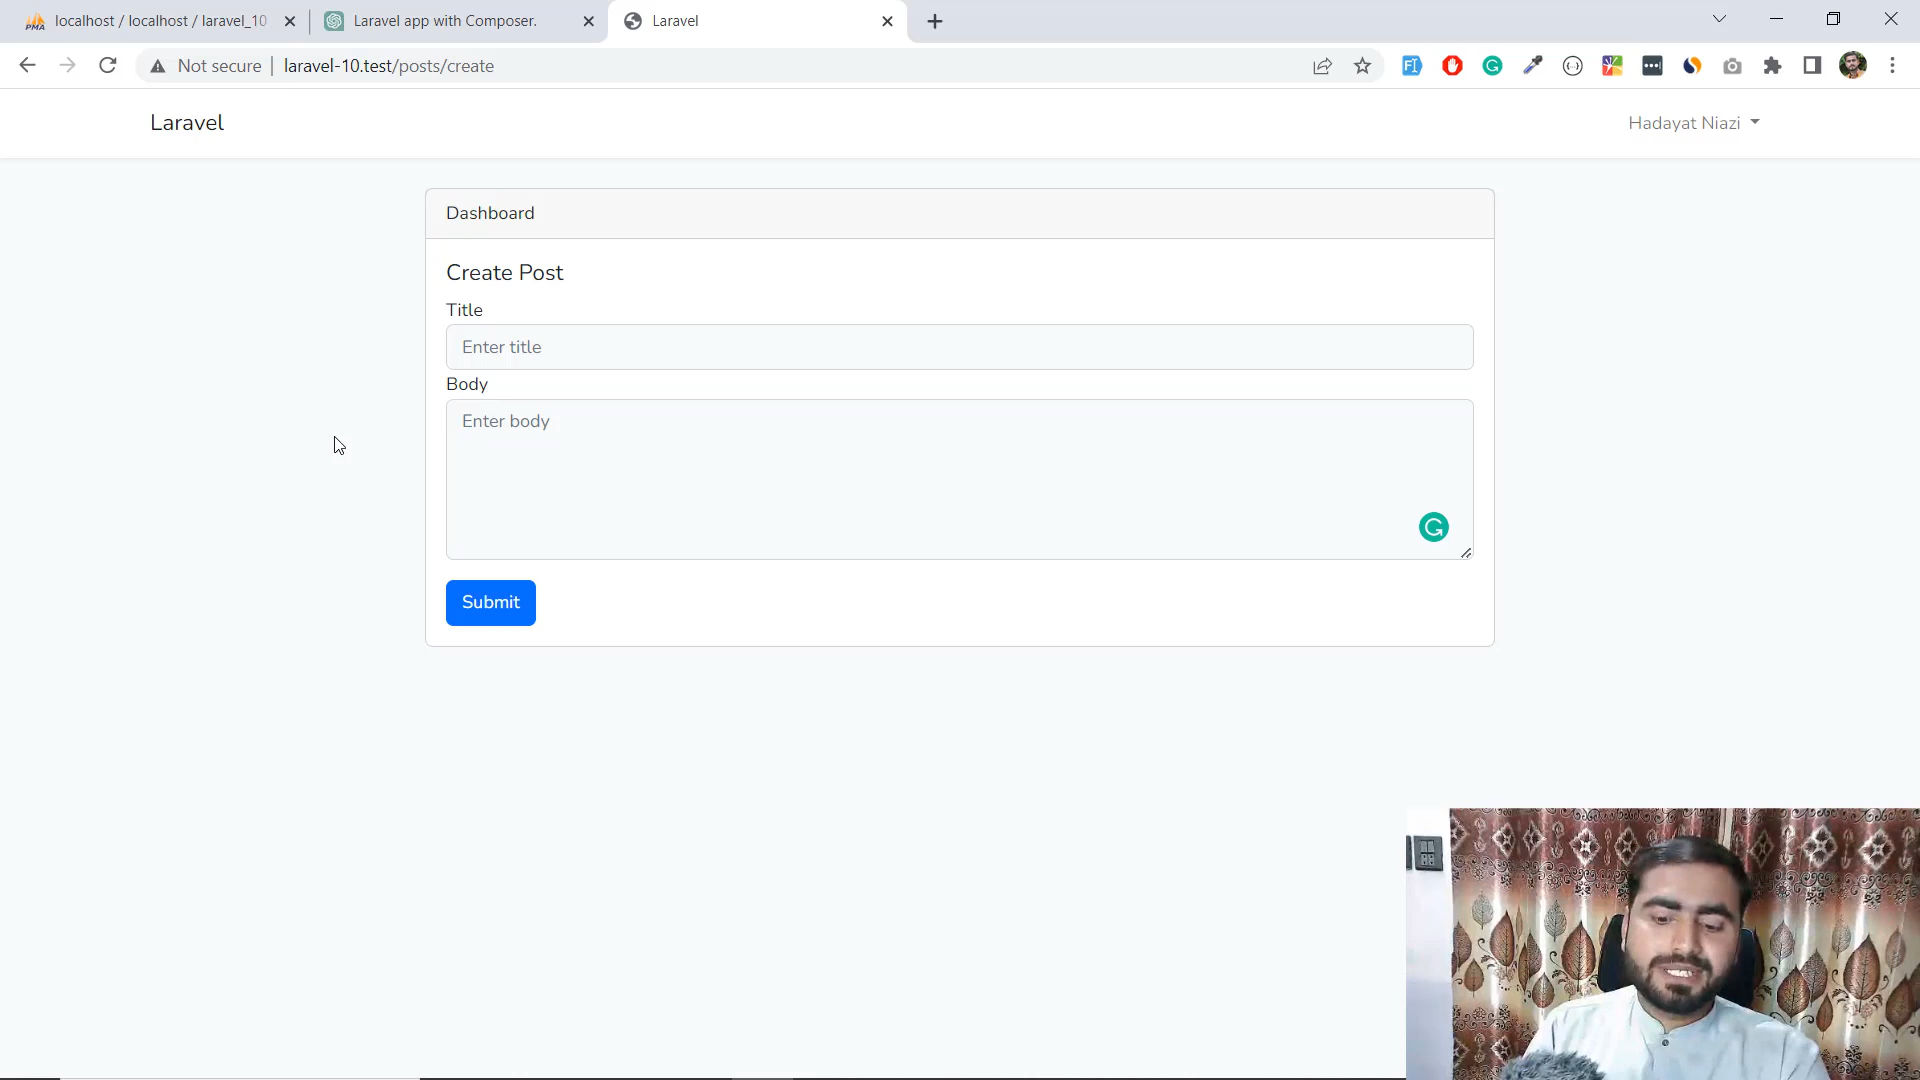 localhost / localhost / laravel_10
Laravel app with Composer.
Laravel
Not secure
laravel-10.test/posts/create
Laravel
Hadayat Niazi
Dashboard
Create Post
Title
Enter title
Body
Enter body
Submit